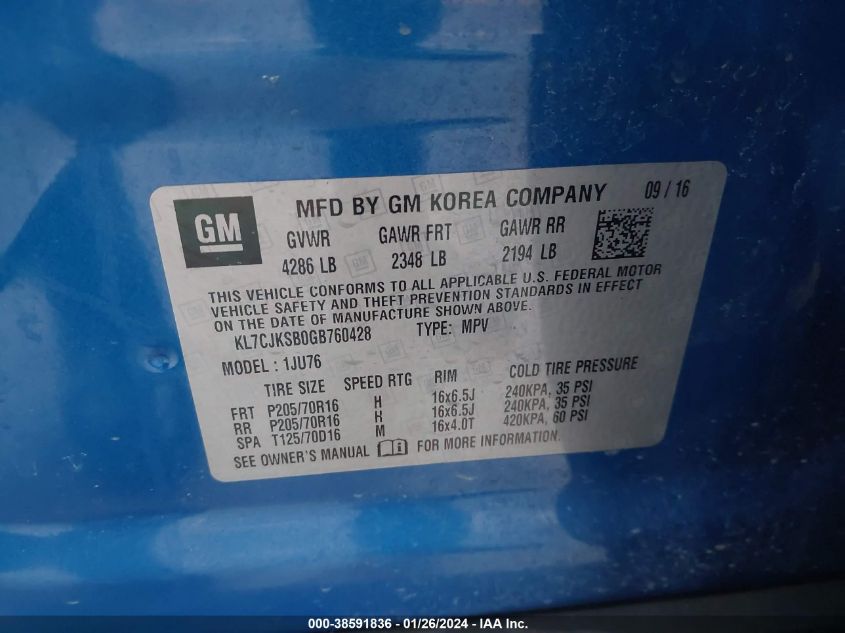 GM
MFD BY GM KOREA COMPANY 09/16
GVWR GAWR FRT GAWR RR
4286 LB 2348 LB 2194 LB
THIS VEHICLE CONFORMS TO ALL APPLICABLE U.S. FEDERAL MOTOR
VEHICLE SAFETY AND THEFT PREVENTION STANDARDS IN EFFECT
ON THE DATE OF MANUFACTURE SHOWN ABOVE.
KL7CJKSB0GB760428 TYPE: MPV
MODEL: 1JU76
TIRE SIZE SPEED RTG RIM COLD TIRE PRESSURE
FRT P205/70R16 H 16x6.5J 240KPA, 35 PSI
RR P205/70R16 H 16x6.5J 240KPA, 35 PSI
SPA T125/70D16 M 16x4.0T 420KPA, 60 PSI
SEE OWNER'S MANUAL FOR MORE INFORMATION.
000-38591836 - 01/26/2024 - IAAI Inc.